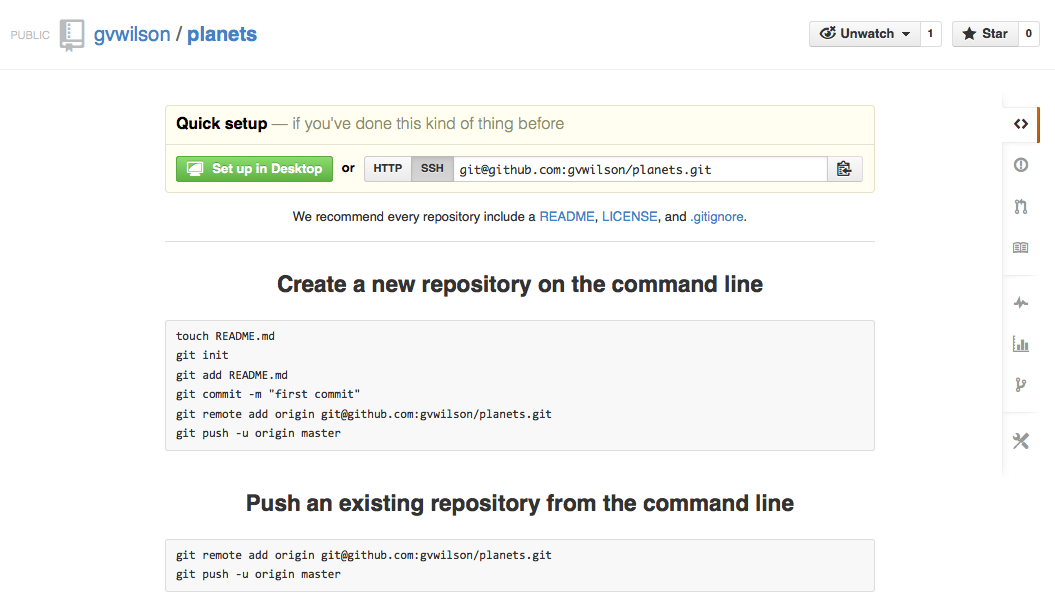 PUBLIC gvwilson / planets Unwatch 1 Star 0
Quick setup — if you've done this kind of thing before
Set up in Desktop or HTTP SSH git@github.com:gvwilson/planets.git
We recommend every repository include a README, LICENSE, and .gitignore.
Create a new repository on the command line
touch README.md
git init
git add README.md
git commit -m "first commit"
git remote add origin git@github.com:gvwilson/planets.git
git push -u origin master
Push an existing repository from the command line
git remote add origin git@github.com:gvwilson/planets.git
git push -u origin master